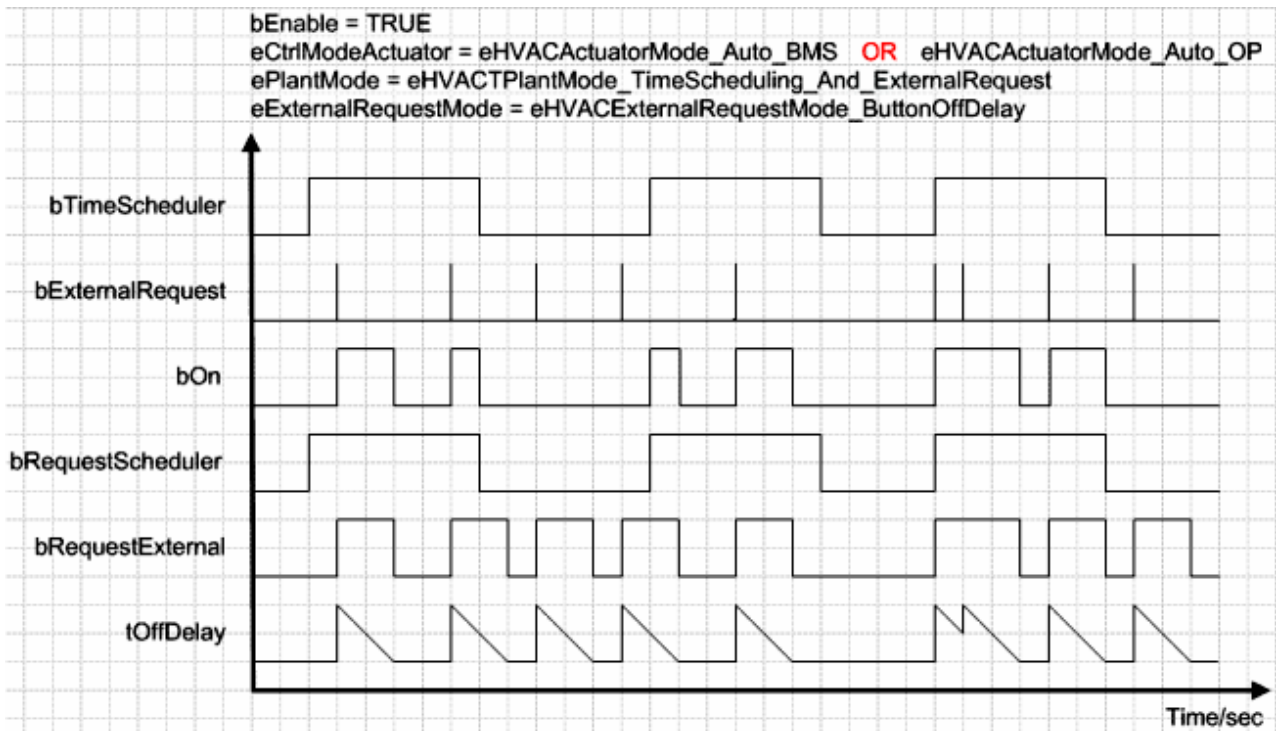 bEnable = TRUE
eCtrlModeActuator = eHVACActuatorMode_Auto_BMS OR eHVACActuatorMode_Auto_OP
ePlantMode = eHVACTPlantMode_TimeScheduling_And_ExternalRequest
eExternalRequestMode = eHVACExternalRequestMode_ButtonOffDelay
bTimeScheduler
bExternalRequest
bOn
bRequestScheduler
bRequestExternal
tOffDelay
Time/sec